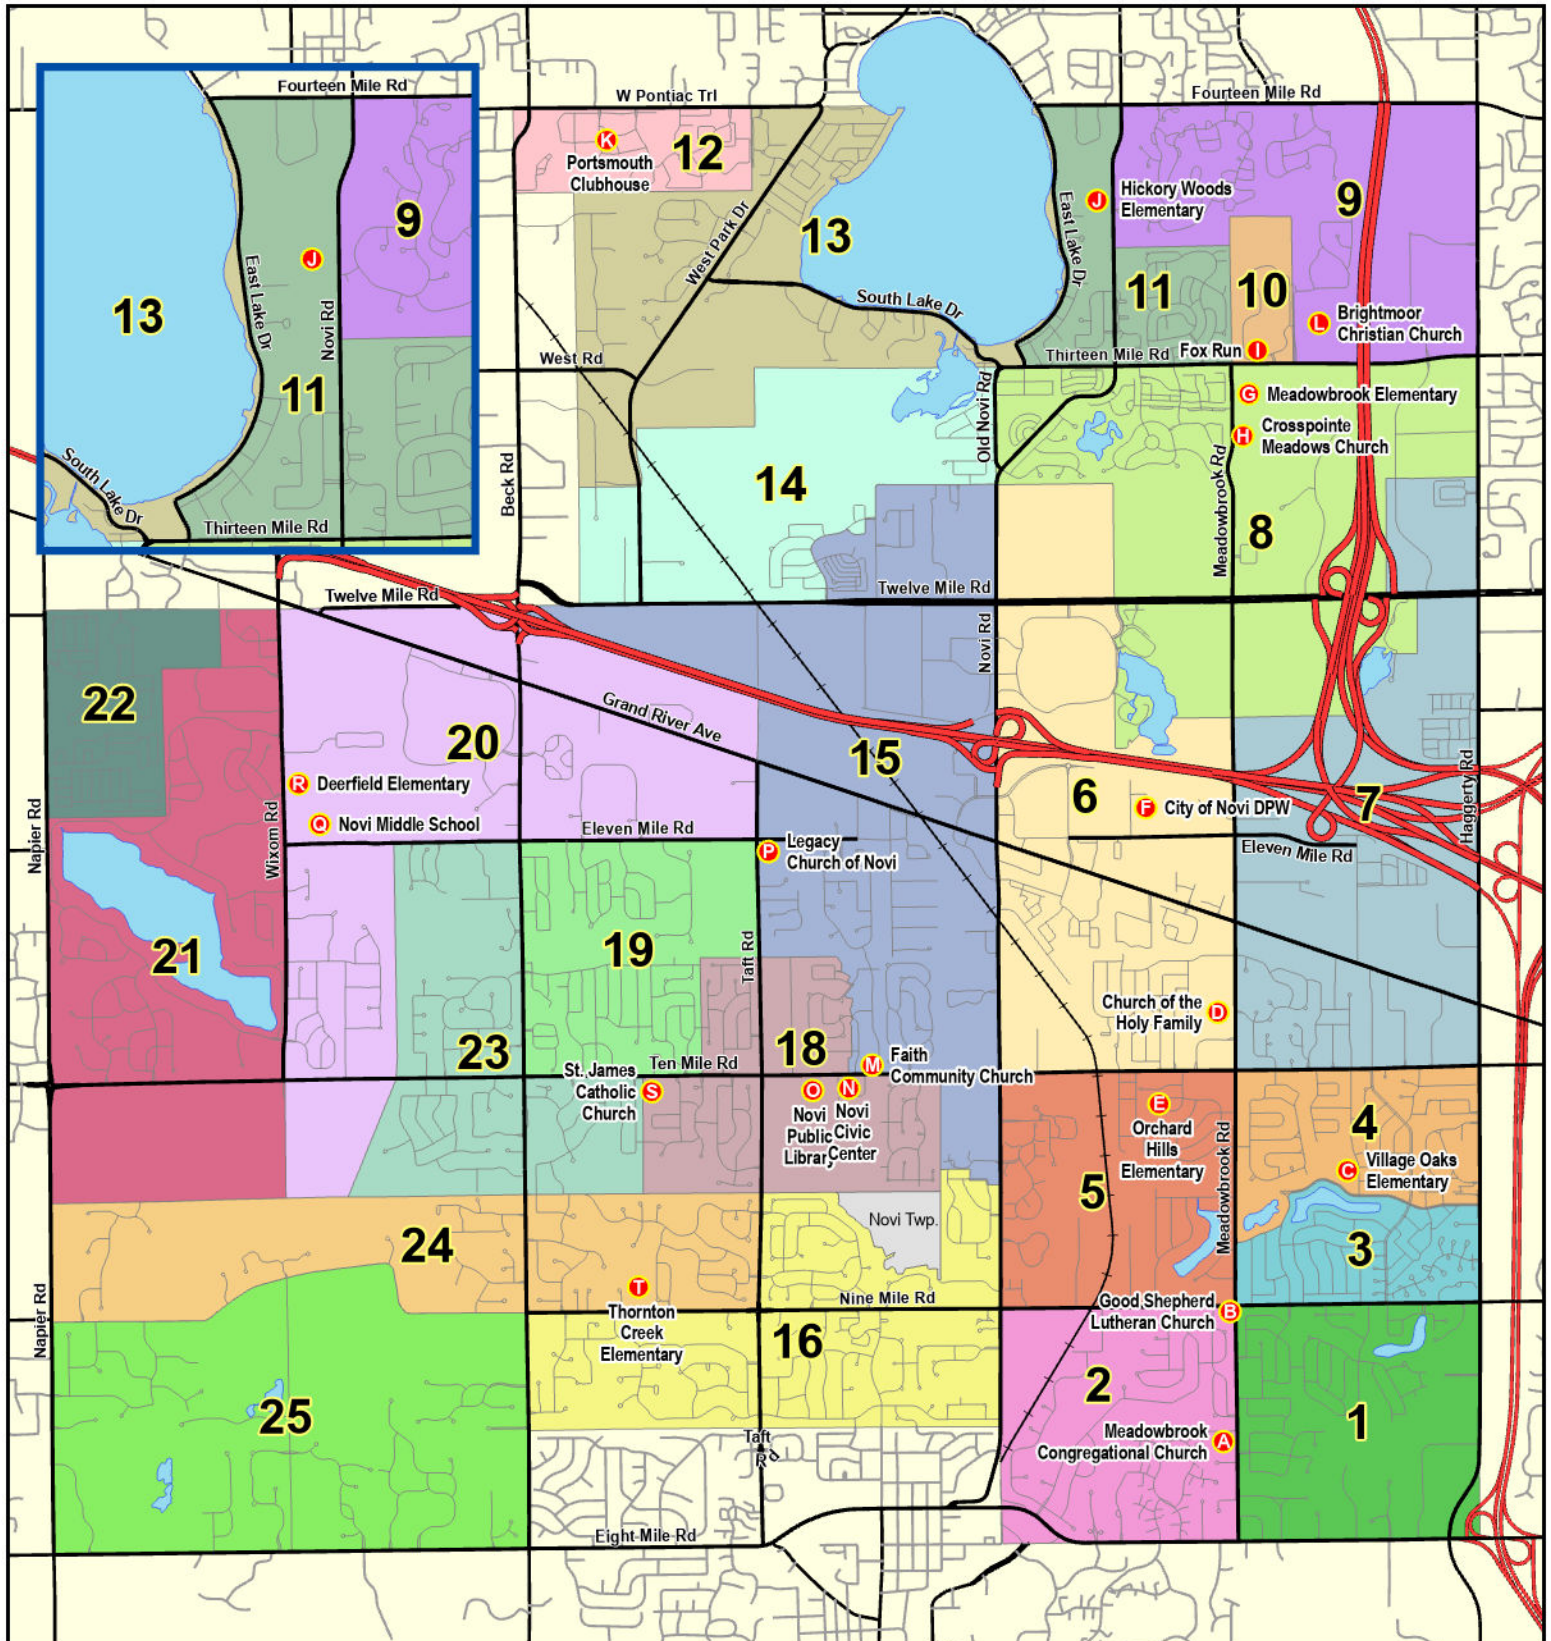 Fourteen Mile Rd
9
J
13
East Lake Dr
Novi Rd
11
South Lake Dr
Thirteen Mile Rd
W Pontiac Trl
K
Portsmouth
Clubhouse
12
Fourteen Mile Rd
West Park Dr
13
East Lake Dr
J
Hickory Woods
Elementary
9
11
10
South Lake Dr
L
Brightmoor
Christian Church
West Rd
Thirteen Mile Rd
Fox Run
I
Old Novi Rd
G
Meadowbrook Elementary
H
Crosspointe
Meadows Church
Beck Rd
14
Meadowbrook Rd
8
Twelve Mile Rd
Twelve Mile Rd
Novi Rd
22
Grand River Ave
20
15
R
Deerfield Elementary
Q
Novi Middle School
6
F
City of Novi DPW
7
Haggerty Rd
Napier Rd
Wixom Rd
Eleven Mile Rd
P
Legacy
Church of Novi
Eleven Mile Rd
21
19
Taft Rd
Church of the
Holy Family
D
23
18
M
Faith
Community Church
Ten Mile Rd
St. James
Catholic
Church
S
O
Novi
Public
Library
N
Novi
Civic
Center
E
Orchard
Hills
Elementary
Meadowbrook Rd
4
C
Village Oaks
Elementary
5
Novi Twp.
24
3
T
Thornton
Creek
Elementary
Nine Mile Rd
Good Shepherd
Lutheran Church
B
Napier Rd
16
2
25
1
Taft
Rd
Meadowbrook
Congregational Church
A
Eight Mile Rd